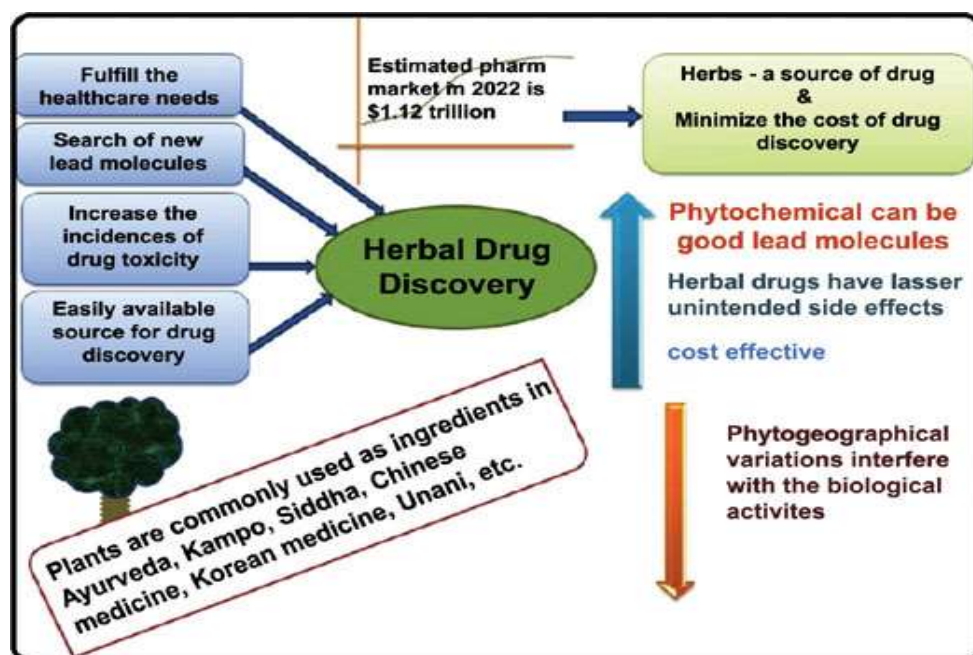 Fulfill the
healthcare needs
Search of new
lead molecules
Increase the
incidences of
drug toxicity
Easily available
source for drug
discovery
Estimated pharm
market in 2022 is
$1.12 trillion
Herbs - a source of drug
&
Minimize the cost of drug
discovery
Herbal Drug
Discovery
Phytochemical can be
good lead molecules
Herbal drugs have lasser
unintended side effects
cost effective
Phytogeographical
variations interfere
with the biological
activites
Plants are commonly used as ingredients in
Ayurveda, Kampo, Siddha, Chinese
medicine, Korean medicine, Unani, etc.